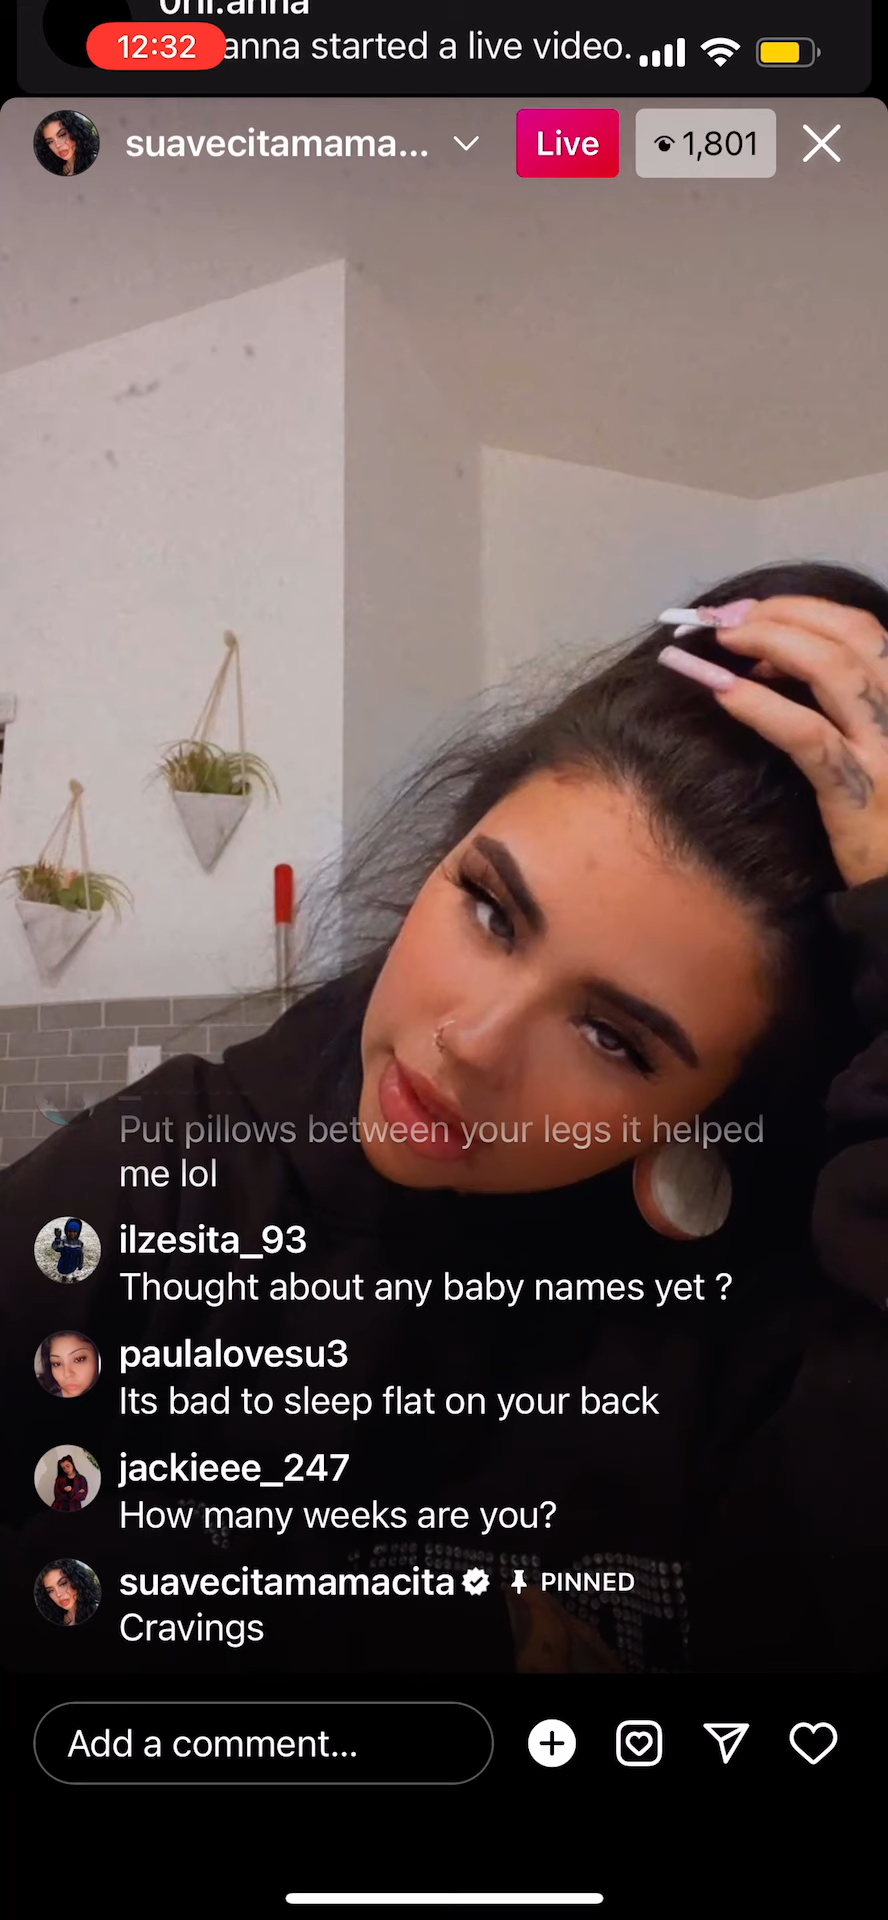 12:32
anna started a live video.
suavecitamama...
Live
1,801
Put pillows between your legs it helped
me lol
ilzesita_93
Thought about any baby names yet ?
paulalovesu3
Its bad to sleep flat on your back
jackieee_247
How many weeks are you?
suavecitamamacita PINNED
Cravings
Add a comment...